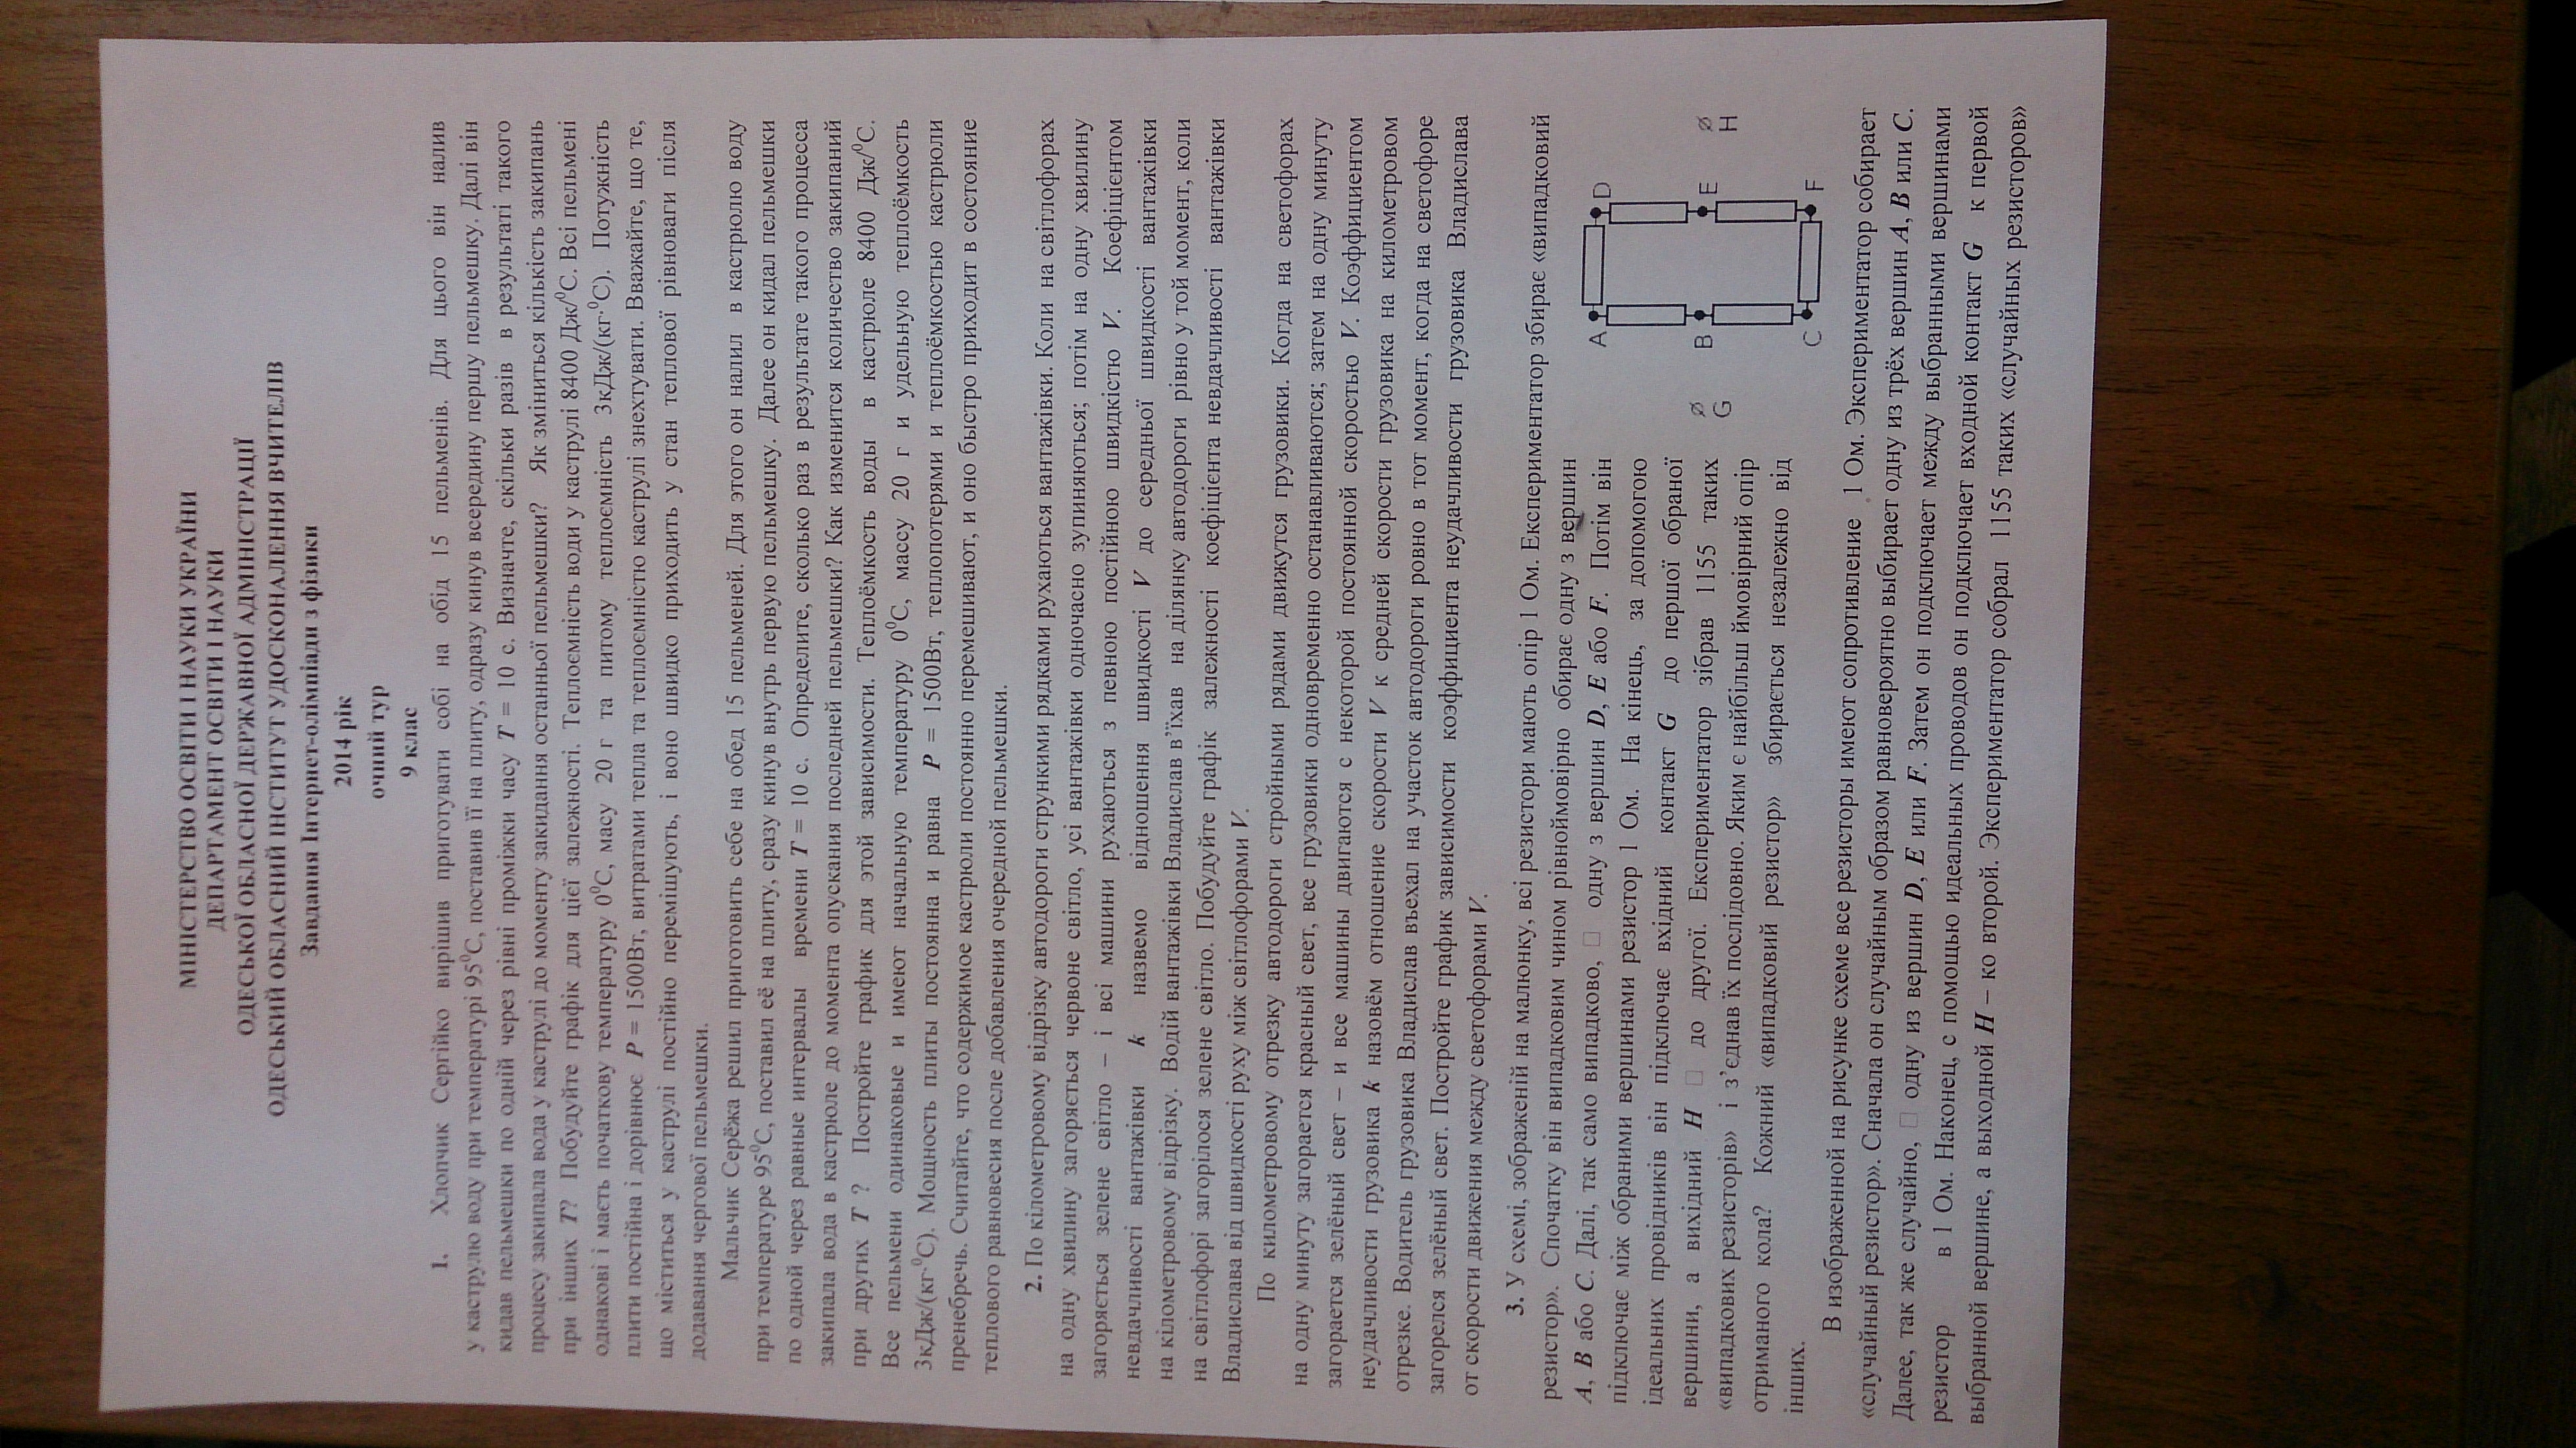 МІНІСТЕРСТВО ОСВІТИ І НАУКИ УКРАЇНИ
ДЕПАРТАМЕНТ ОСВІТИ І НАУКИ
ОДЕСЬКОЇ ОБЛАСНОЇ ДЕРЖАВНОЇ АДМІНІСТРАЦІЇ
ОДЕСЬКИЙ ОБЛАСНИЙ ІНСТИТУТ УДОСКОНАЛЕННЯ ВЧИТЕЛІВ
Завдання Інтернет-олімпіади з фізики
2014 рік
очний тур
9 клас
1. Хлопчик Сергійко вирішив приготувати собі на обід 15 пельменів. Для цього він налив
у каструлю воду при температурі 95⁰С, поставив її на плиту, одразу кинув всередину першу пельмешку. Далі він
кидав пельмешки по одній через рівні проміжки часу T = 10 с. Визначте, скільки разів в результаті такого
процесу закипала вода у каструлі до моменту закидання останньої пельмешки? Як зміниться кількість закипань
при інших T? Побудуйте графік для цієї залежності. Теплоємність води у каструлі 8400 Дж/⁰С. Всі пельмені
однакові і мають початкову температуру 0⁰С, масу 20 г та питому теплоємність 3кДж/(кг·⁰С). Потужність
плити постійна і дорівнює P = 1500Вт, витратами тепла та теплоємністю каструлі знехтувати. Вважайте, що те,
що міститься у каструлі постійно перемішують, і воно швидко приходить у стан теплової рівноваги після
додавання чергової пельмешки.
Мальчик Серёжа решил приготовить себе на обед 15 пельменей. Для этого он налил в кастрюлю воду
при температуре 95⁰С, поставил её на плиту, сразу кинув внутрь первую пельмешку. Далее он кидал пельмешки
по одной через равные интервалы времени T = 10 с. Определите, сколько раз в результате такого процесса
закипала вода в кастрюле до момента опускания последней пельмешки? Как изменится количество закипаний
при других T ? Постройте график для этой зависимости. Теплоёмкость воды в кастрюле 8400 Дж/⁰С.
Все пельмени одинаковые и имеют начальную температуру 0⁰С, массу 20 г и удельную теплоёмкость
3кДж/(кг·⁰С). Мощность плиты постоянна и равна P = 1500Вт, теплопотерями и теплоёмкостью кастрюли
пренебречь. Считайте, что содержимое кастрюли постоянно перемешивают, и оно быстро приходит в состояние
теплового равновесия после добавления очередной пельмешки.
2. По кілометровому відрізку автодороги стрункими рядками рухаються вантажівки. Коли на світлофорах
на одну хвилину загоряється червоне світло, усі вантажівки одночасно зупиняються; потім на одну хвилину
загоряється зелене світло – і всі машини рухаються з певною постійною швидкістю V. Коефіцієнтом
невдачливості вантажівки k назвемо відношення швидкості V до середньої швидкості вантажівки
на кілометровому відрізку. Водій вантажівки Владислав в'їхав на ділянку автодороги рівно у той момент, коли
на світлофорі загорілося зелене світло. Побудуйте графік залежності коефіцієнта невдачливості вантажівки
Владислава від швидкості руху між світлофорами V.
По километровому отрезку автодороги стройными рядами движутся грузовики. Когда на светофорах
на одну минуту загорается красный свет, все грузовики одновременно останавливаются; затем на одну минуту
загорается зелёный свет – и все машины двигаются с некоторой постоянной скоростью V. Коэффициентом
неудачливости грузовика k назовём отношение скорости V к средней скорости грузовика на километровом
отрезке. Водитель грузовика Владислав въехал на участок автодороги ровно в тот момент, когда на светофоре
загорелся зелёный свет. Постройте график зависимости коэффициента неудачливости грузовика Владислава
от скорости движения между светофорами V.
3. У схемі, зображеній на малюнку, всі резистори мають опір 1 Ом. Експериментатор збирає «випадковий
резистор». Спочатку він випадковим чином рівноймовірно обирає одну з вершин
A, B або C. Далі, так само випадково, □ одну з вершин D, E або F. Потім він
підключає між обраними вершинами резистор 1 Ом. На кінець, за допомогою
ідеальних провідників він підключає вхідний контакт G до першої обраної
вершини, а вихідний H □ до другої. Експериментатор зібрав 1155 таких
«випадкових резисторів» і з'єднав їх послідовно. Яким є найбільш ймовірний опір
отриманого кола? Кожний «випадковий резистор» збирається незалежно від
інших.
A
D
B
E
C
F
G
H
В изображенной на рисунке схеме все резисторы имеют сопротивление 1 Ом. Экспериментатор собирает
«случайный резистор». Сначала он случайным образом равновероятно выбирает одну из трёх вершин A, B или C.
Далее, так же случайно, □ одну из вершин D, E или F. Затем он подключает между выбранными вершинами
резистор в 1 Ом. Наконец, с помощью идеальных проводов он подключает входной контакт G к первой
выбранной вершине, а выходной H – ко второй. Экспериментатор собрал 1155 таких «случайных резисторов»